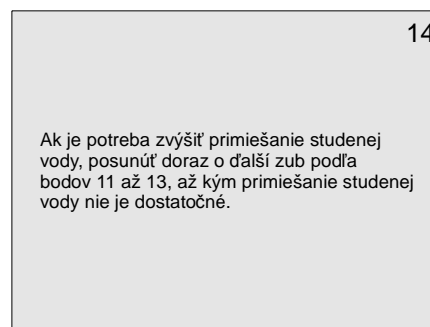 14
Ak je potreba zvýšiť primiešanie studenej
vody, posunúť doraz o ďalší zub podľa
bodov 11 až 13, až kým primiešanie studenej
vody nie je dostatočné.